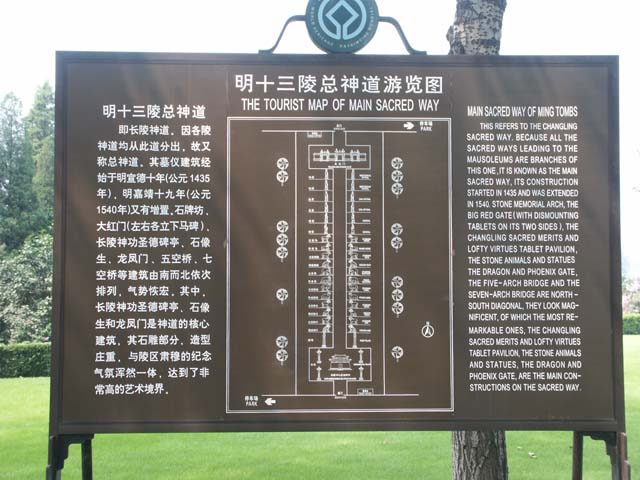 明十三陵总神道游览图
THE TOURIST MAP OF MAIN SACRED WAY
明十三陵总神道
即长陵神道。因各陵
神道均从此道分出，故又
称总神道。其墓仪建筑经
始于明宣德十年(公元1435
年)、明嘉靖十九年(公元
1540年)又有增置。石牌坊、
大红门(左右各立下马碑)、
长陵神功圣德碑亭、石像
生、龙凤门、五空桥、七
空桥等建筑由南而北依次
排列，气势恢宏。其中，
长陵神功圣德碑亭、石像
生和龙凤门是神道的核心
建筑，其石雕部分，造型
庄重，与陵区肃穆的纪念
气氛浑然一体，达到了非
常高的艺术境界。
停车场
PARK
停车场
PARK
MAIN SACRED WAY OF MING TOMBS
THIS REFERS TO THE CHANGLING
SACRED WAY. BECAUSE ALL THE
SACRED WAYS LEADING TO THE
MAUSOLEUMS ARE BRANCHES OF
THIS ONE, IT IS KNOWN AS THE MAIN
SACRED WAY, ITS CONSTRUCTION
STARTED IN 1435 AND WAS EXTENDED
IN 1540. STONE MEMORIAL ARCH, THE
BIG RED GATE (WITH DISMOUNTING
TABLETS ON ITS TWO SIDES), THE
CHANGLING SACRED MERITS AND
LOFTY VIRTUES TABLET PAVILION,
THE STONE ANIMALS AND STATUES
THE DRAGON AND PHOENIX GATE,
THE FIVE-ARCH BRIDGE AND THE
SEVEN-ARCH BRIDGE ARE NORTH-
SOUTH DIAGONAL, THEY LOOK MAG-
NIFICENT, OF WHICH THE MOST RE-
MARKABLE ONES, THE CHANGLING
SACRED MERITS AND LOFTY VIRTUES
TABLET PAVILION, THE STONE ANIMALS
AND STATUES, THE DRAGON AND
PHOENIX GATE, ARE THE MAIN CON-
STRUCTIONS ON THE SACRED WAY.